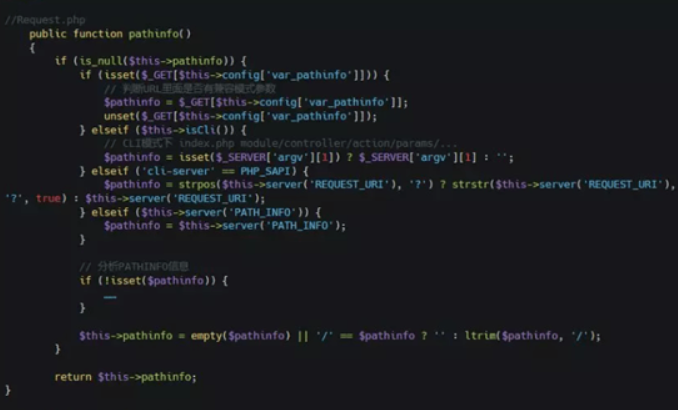 //Request.php
public function pathinfo()
{
if (is_null($this->pathinfo)) {
if (isset($_GET[$this->config['var_pathinfo']])) {
// 判断URL里面是否有兼容模式参数
$pathinfo = $_GET[$this->config['var_pathinfo']];
unset($_GET[$this->config['var_pathinfo']]);
} elseif ($this->isCli()) {
// CLI模式下 index.php module/controller/action/params/...
$pathinfo = isset($_SERVER['argv'][1]) ? $_SERVER['argv'][1] : '';
} elseif ('cli-server' == PHP_SAPI) {
$pathinfo = strpos($this->server('REQUEST_URI'), '?') ? strstr($this->server('REQUEST_URI'),
'?', true) : $this->server('REQUEST_URI');
} elseif ($this->server('PATH_INFO')) {
$pathinfo = $this->server('PATH_INFO');
}
// 分析PATHINFO信息
if (!isset($pathinfo)) {
……
}
$this->pathinfo = empty($pathinfo) || '/' == $pathinfo ? '' : ltrim($pathinfo, '/');
}
return $this->pathinfo;
}